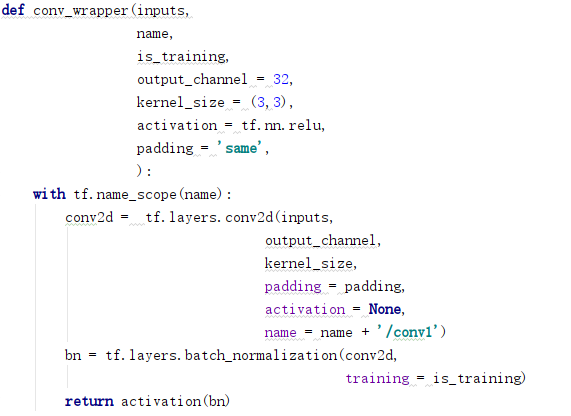 def conv_wrapper(inputs,
name,
is_training,
output_channel = 32,
kernel_size = (3,3),
activation = tf.nn.relu,
padding = 'same',
):
with tf.name_scope(name):
conv2d = tf.layers.conv2d(inputs,
output_channel,
kernel_size,
padding = padding,
activation = None,
name = name + '/conv1')
bn = tf.layers.batch_normalization(conv2d,
training = is_training)
return activation(bn)